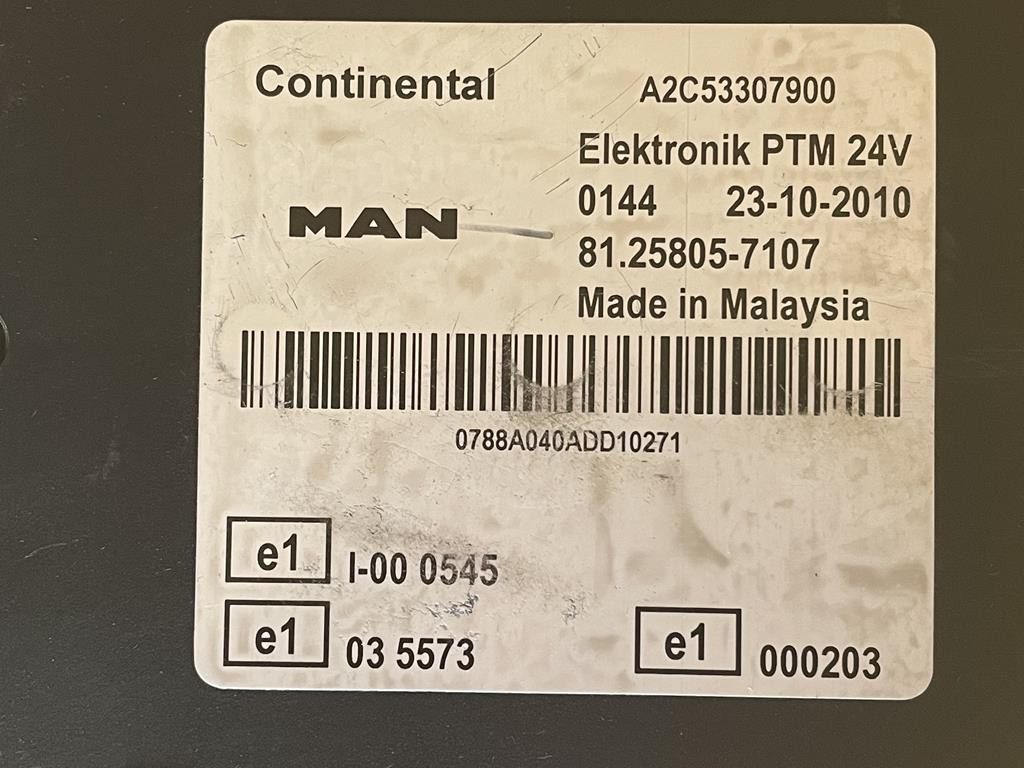 Continental A2C53307900
Elektronik PTM 24V
0144 23-10-2010
MAN
81.25805-7107
Made in Malaysia
0788A040ADD10271
e1 I-00 0545
e1 03 5573
e1 000203